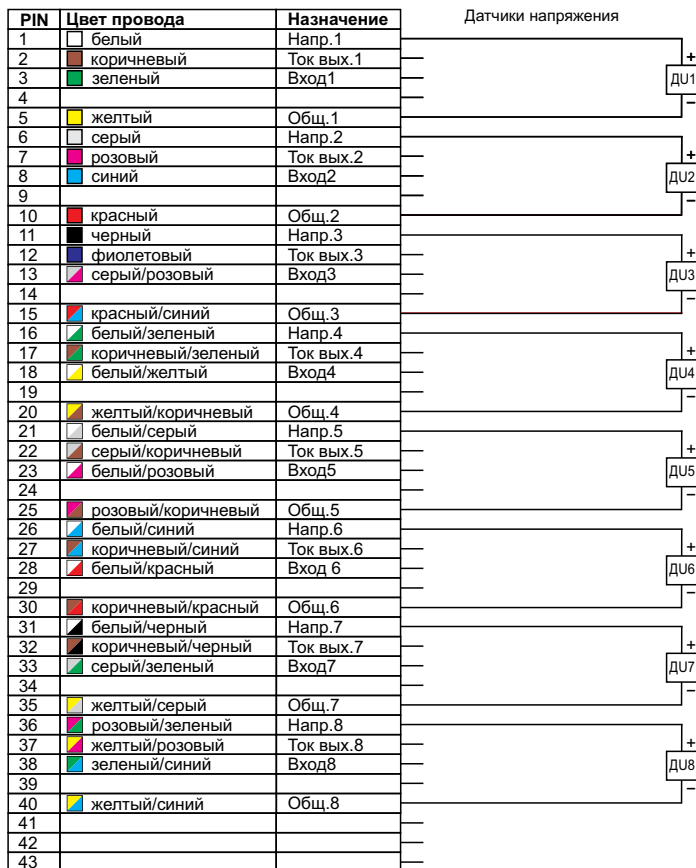 PIN Цвет провода Назначение Датчики напряжения
1 белый Напр.1
2 коричневый Ток вых.1 +
3 зеленый Вход1 ДU1
4 –
5 желтый Общ.1
6 серый Напр.2
7 розовый Ток вых.2 +
8 синий Вход2 ДU2
9 –
10 красный Общ.2
11 черный Напр.3
12 фиолетовый Ток вых.3 +
13 серый/розовый Вход3 ДU3
14 –
15 красный/синий Общ.3
16 белый/зеленый Напр.4
17 коричневый/зеленый Ток вых.4 +
18 белый/желтый Вход4 ДU4
19 –
20 желтый/коричневый Общ.4
21 белый/серый Напр.5
22 серый/коричневый Ток вых.5 +
23 белый/розовый Вход5 ДU5
24 –
25 розовый/коричневый Общ.5
26 белый/синий Напр.6
27 коричневый/синий Ток вых.6 +
28 белый/красный Вход 6 ДU6
29 –
30 коричневый/красный Общ.6
31 белый/черный Напр.7
32 коричневый/черный Ток вых.7 +
33 серый/зеленый Вход7 ДU7
34 –
35 желтый/серый Общ.7
36 розовый/зеленый Напр.8
37 желтый/розовый Ток вых.8 +
38 зеленый/синий Вход8 ДU8
39 –
40 желтый/синий Общ.8
41
42
43